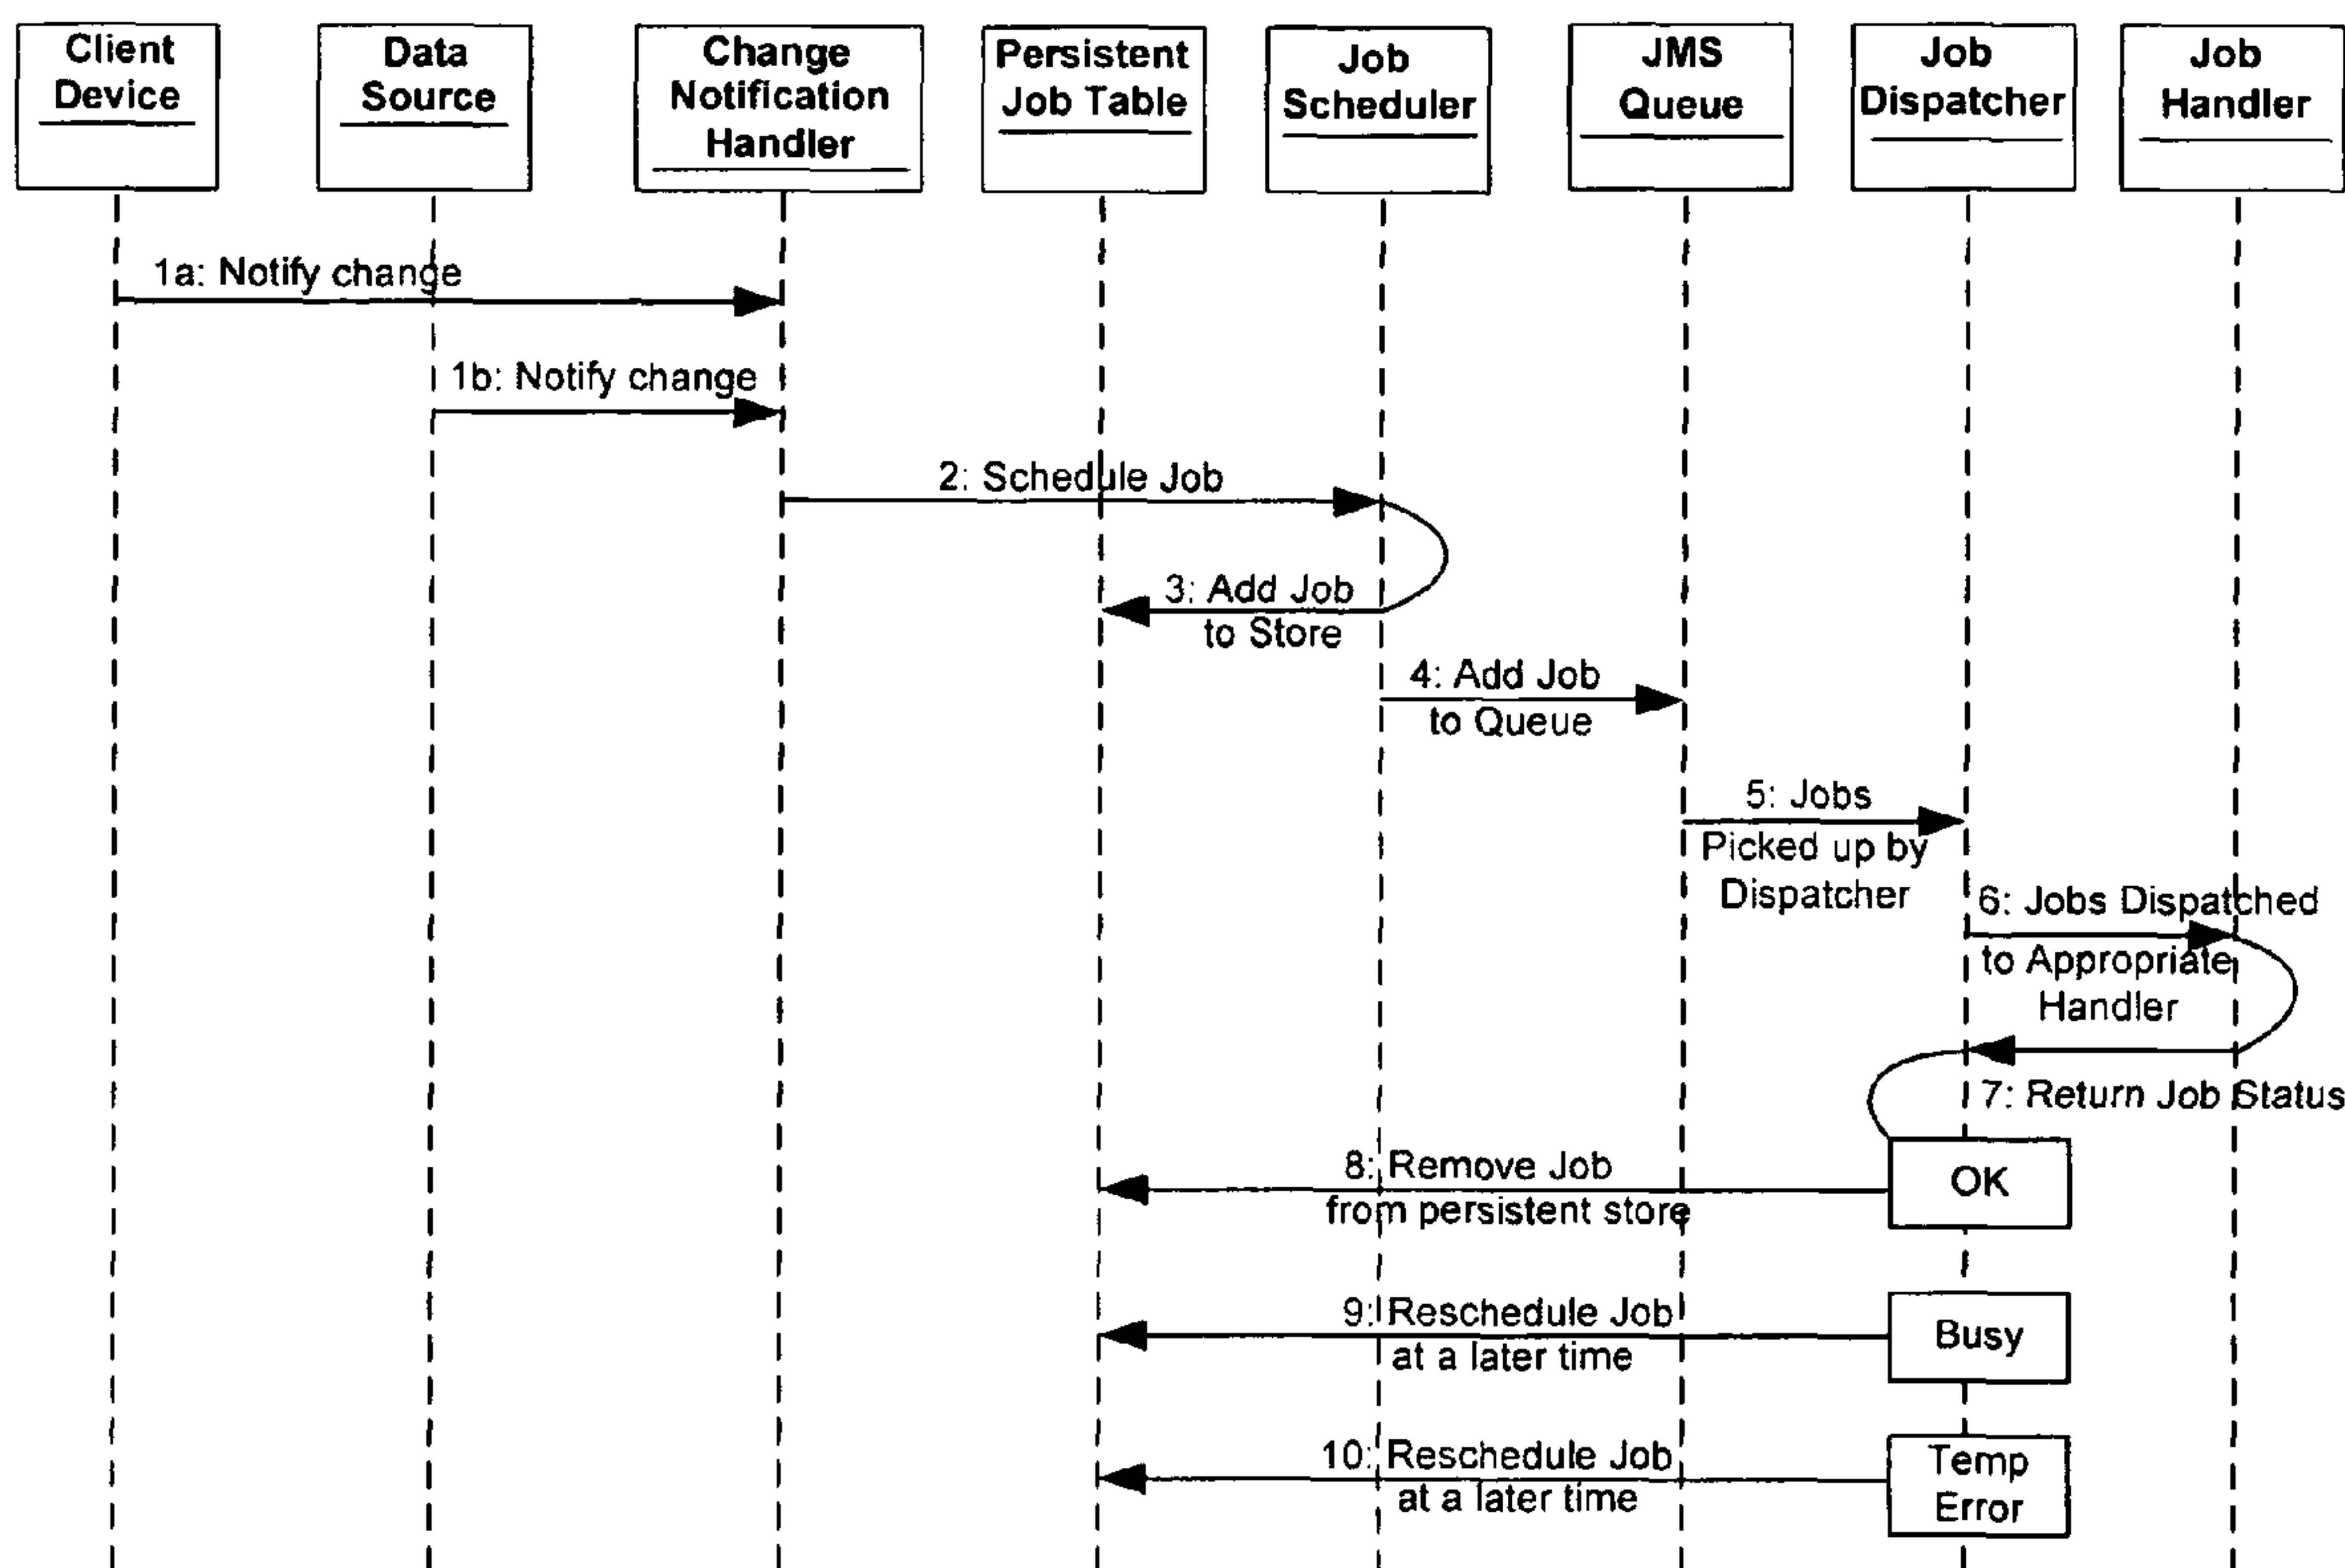 Client
Device
Data
Source
Change
Notification
Handler
Persistent
Job Table
Job
Scheduler
JMS
Queue
Job
Dispatcher
Job
Handler
1a: Notify change
1b: Notify change
2: Schedule Job
3: Add Job
to Store
4: Add Job
to Queue
5: Jobs
Picked up by
Dispatcher
6: Jobs Dispatched
to Appropriate
Handler
7: Return Job Status
8: Remove Job
from persistent store
OK
9: Reschedule Job
at a later time
Busy
10: Reschedule Job
at a later time
Temp
Error